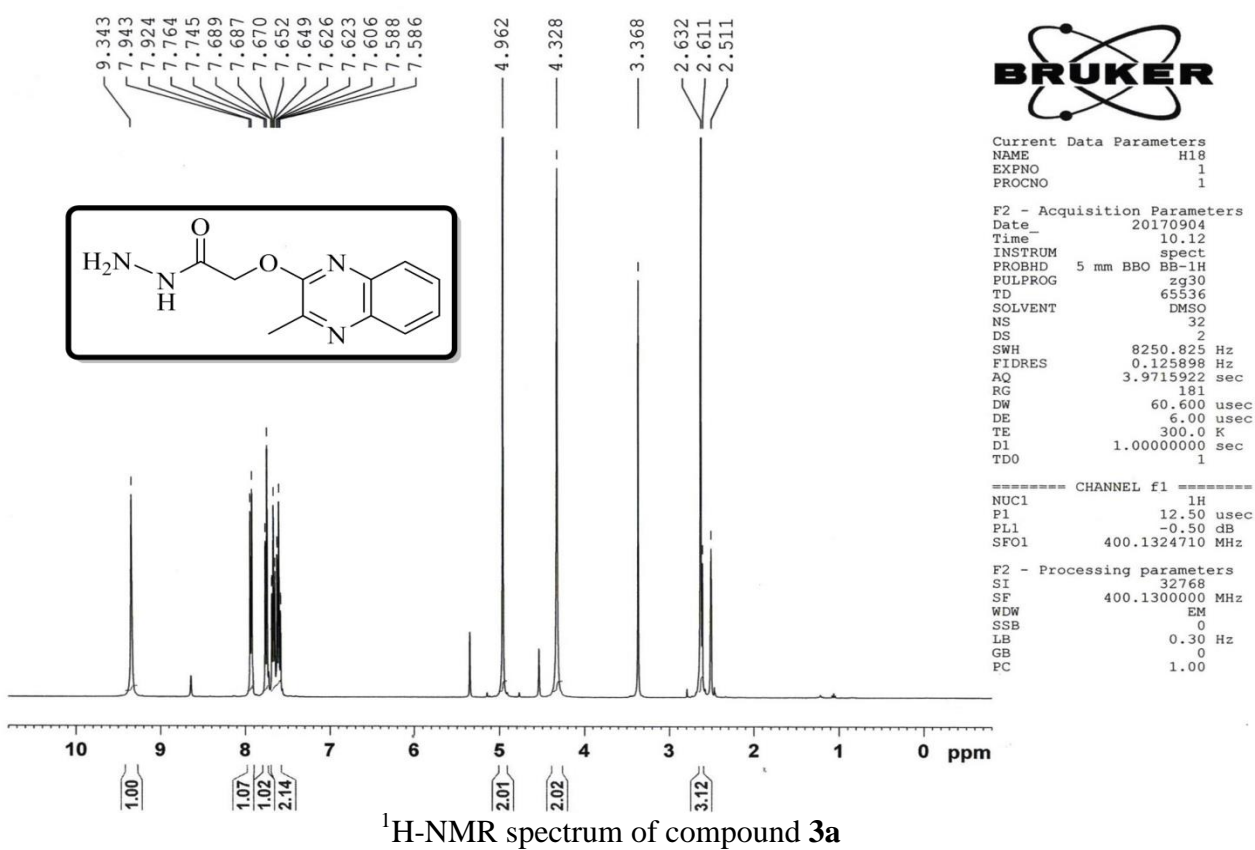 9.343
7.943
7.924
7.764
7.745
7.689
7.687
7.670
7.652
7.649
7.626
7.623
7.606
7.588
7.586
4.962
4.328
3.368
2.632
2.611
2.511
BRUKER
Current Data Parameters
NAME H18
EXPNO 1
PROCNO 1
F2 - Acquisition Parameters
Date_ 20170904
Time 10.12
INSTRUM spect
PROBHD 5 mm BBO BB-1H
PULPROG zg30
TD 65536
SOLVENT DMSO
NS 32
DS 2
SWH 8250.825 Hz
FIDRES 0.125898 Hz
AQ 3.9715922 sec
RG 181
DW 60.600 usec
DE 6.00 usec
TE 300.0 K
D1 1.00000000 sec
TD0 1
======== CHANNEL f1 ========
NUC1 1H
P1 12.50 usec
PL1 -0.50 dB
SFO1 400.1324710 MHz
F2 - Processing parameters
SI 32768
SF 400.1300000 MHz
WDW EM
SSB 0
LB 0.30 Hz
GB 0
PC 1.00
O
H₂N
N
H
O
N
N
10 9 8 7 6 5 4 3 2 1 0 ppm
1.00
1.07
1.02
2.14
2.01
2.02
3.12
¹H-NMR spectrum of compound 3a